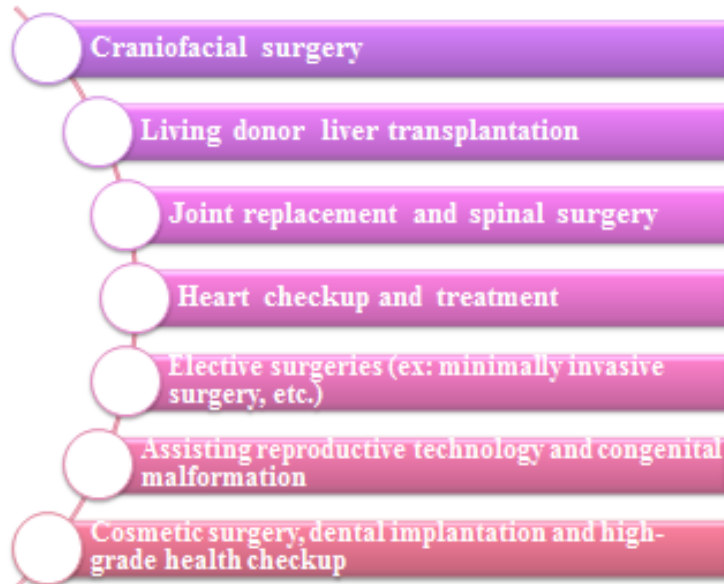 Craniofacial surgery
Living donor liver transplantation
Joint replacement and spinal surgery
Heart checkup and treatment
Elective surgeries (ex: minimally invasive
surgery, etc.)
Assisting reproductive technology and congenital
malformation
Cosmetic surgery, dental implantation and high-
grade health checkup